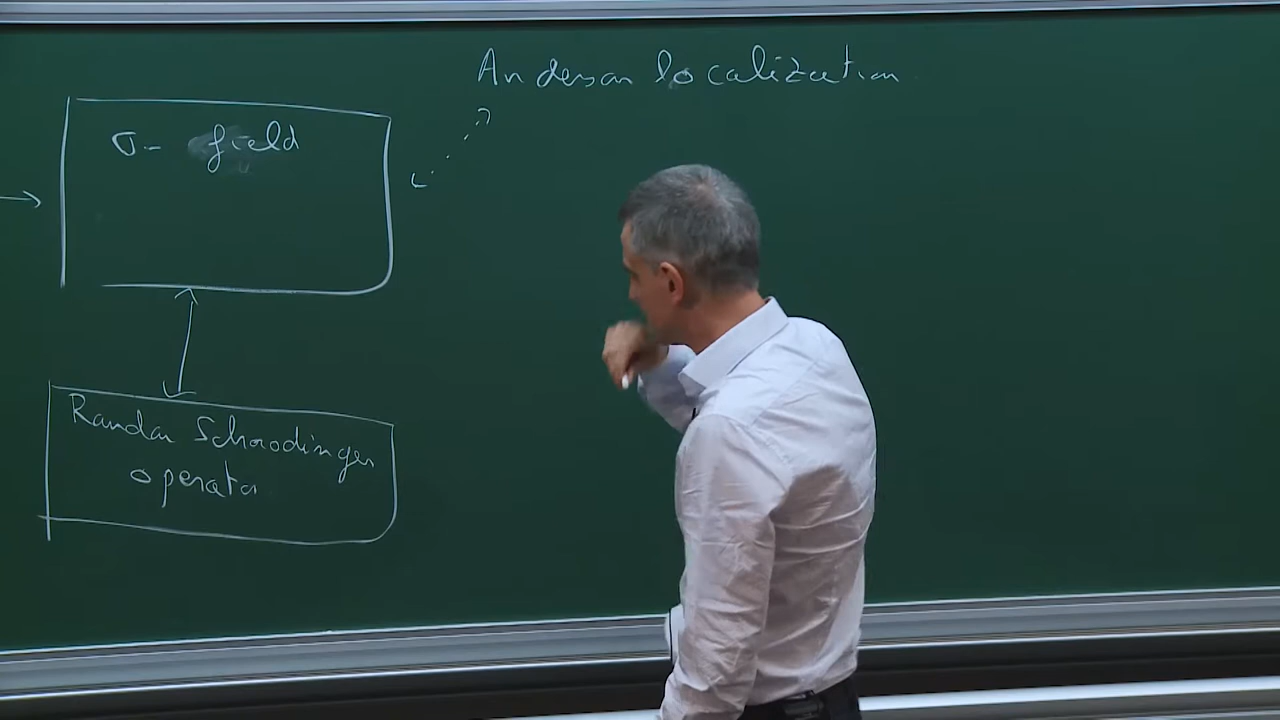 Anderson localization
σ- field
Random Schrodinger
operator